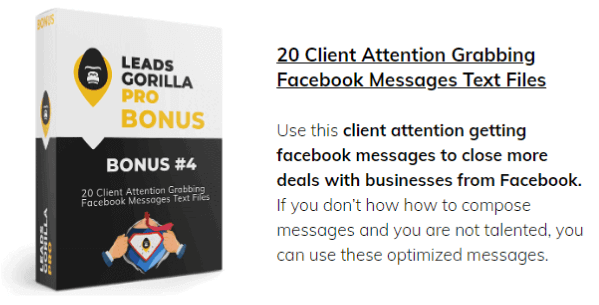 BONUS
LEADS
GORILLA
PRO
BONUS
BONUS #4
20 Client Attention Grabbing
Facebook Messages Text Files
LEADS
GORILLA
PRO
20 Client Attention Grabbing
Facebook Messages Text Files
Use this client attention getting
facebook messages to close more
deals with businesses from Facebook.
If you don’t how how to compose
messages and you are not talented, you
can use these optimized messages.